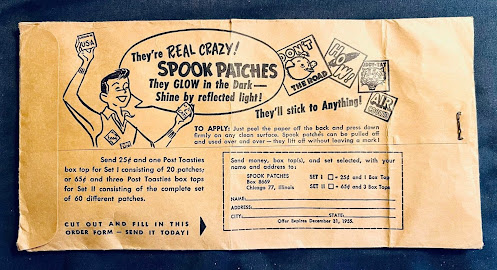 USA
They're REAL CRAZY!
SPOOK PATCHES
They GLOW in the Dark—
Shine by reflected light!
DON'T
THE ROAD
HOWL
AIR
They'll stick to Anything!
TO APPLY: Just peel the paper off the back and press down
firmly on any clean surface. Spook patches can be pulled off
and used over and over — they lift off without leaving a mark!
Send 25¢ and one Post Toasties
box top for Set I consisting of 20 patches;
or 65¢ and three Post Toasties box tops
for Set II consisting of the complete set
of 60 different patches.
CUT OUT AND FILL IN THIS
ORDER FORM — SEND IT TODAY!
Send money, box top(s), and set selected, with your
name and address to:
SPOOK PATCHES SET I = 25¢ and 1 Box Top
Box 8669
Chicago 77, Illinois SET II = 65¢ and 3 Box Tops
NAME
ADDRESS
CITY STATE
Offer Expires December 31, 1955.